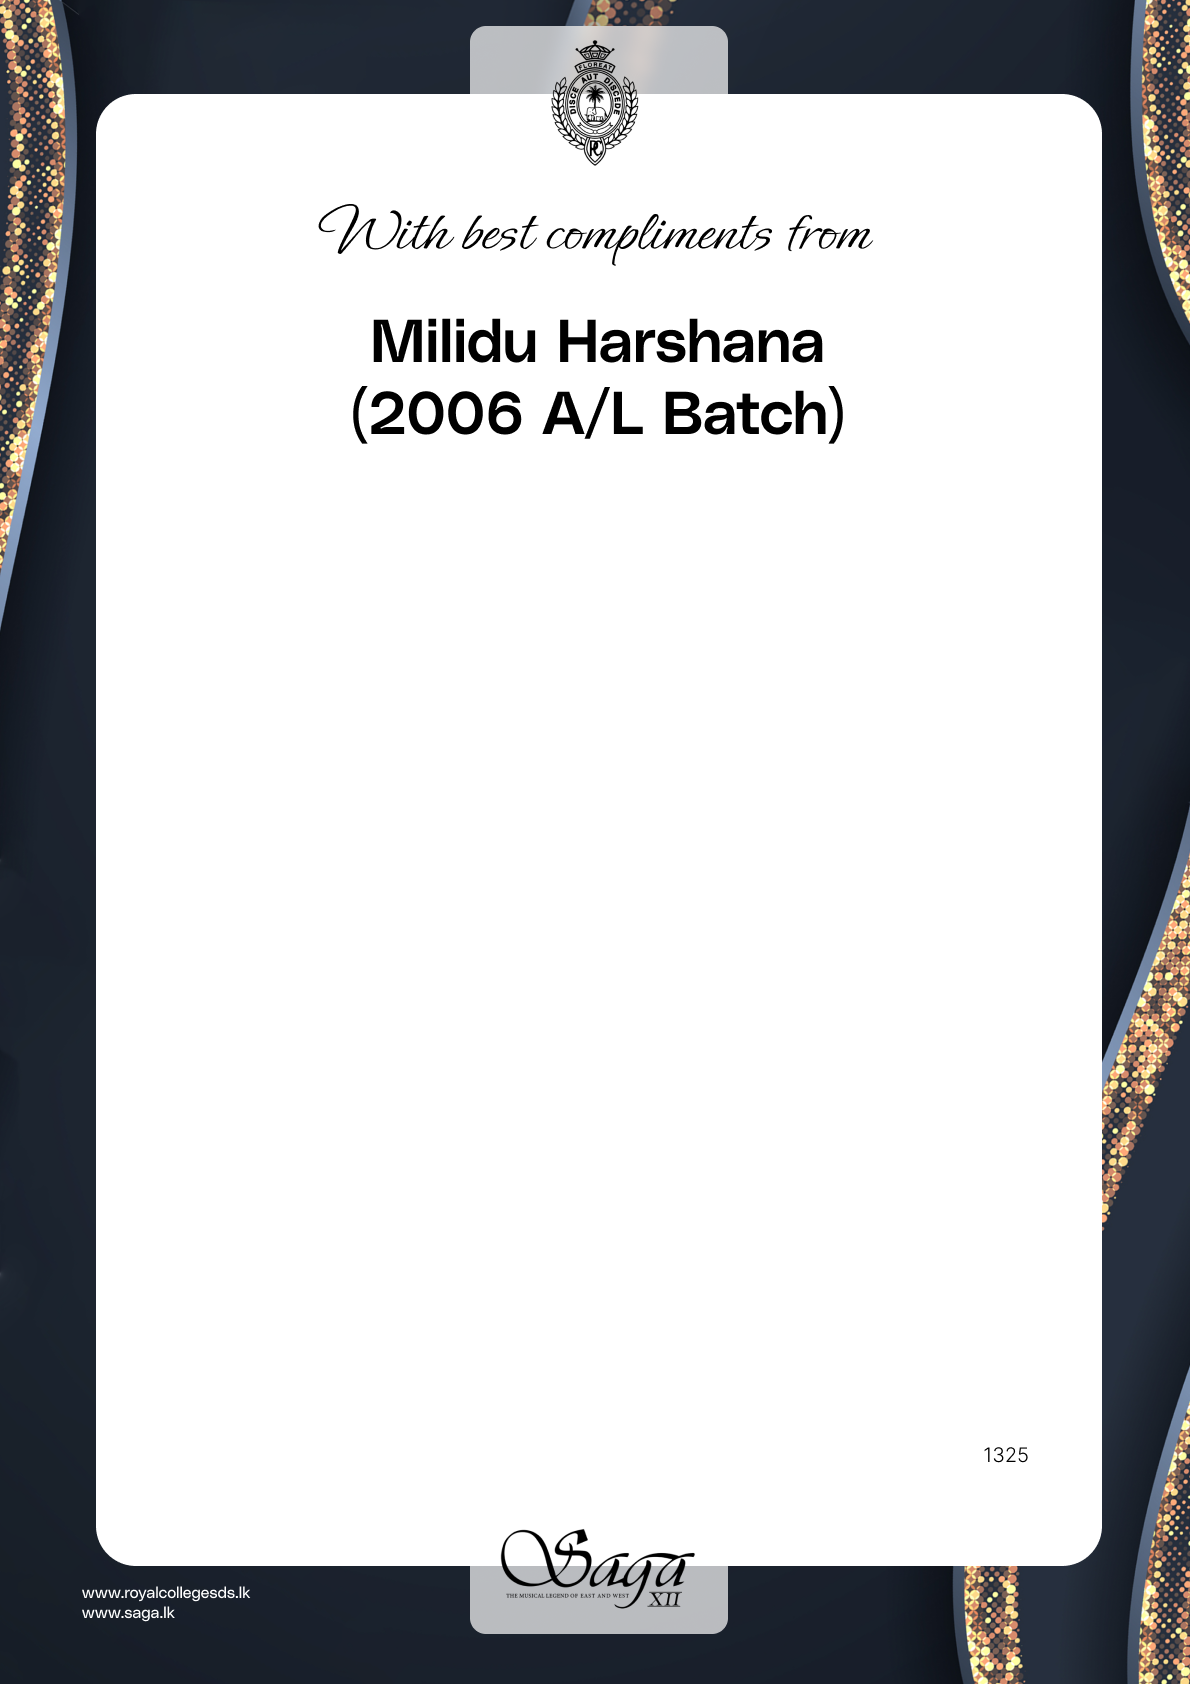 FLOREAT
DISCE AUT DISCEDE
RC
With best compliments from
Milidu Harshana
(2006 A/L Batch)
1325
Saga
THE MUSICAL LEGEND OF EAST AND WEST
XII
www.royalcollegesds.lk
www.saga.lk